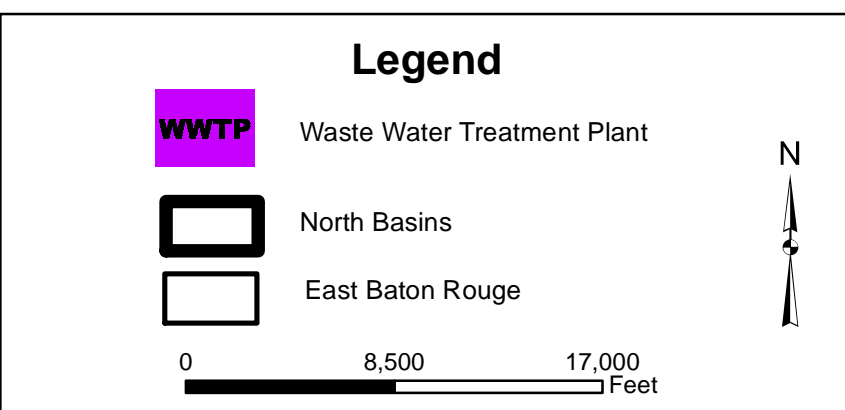 Legend
WWTP Waste Water Treatment Plant
N
North Basins
East Baton Rouge
0 8,500 17,000
Feet